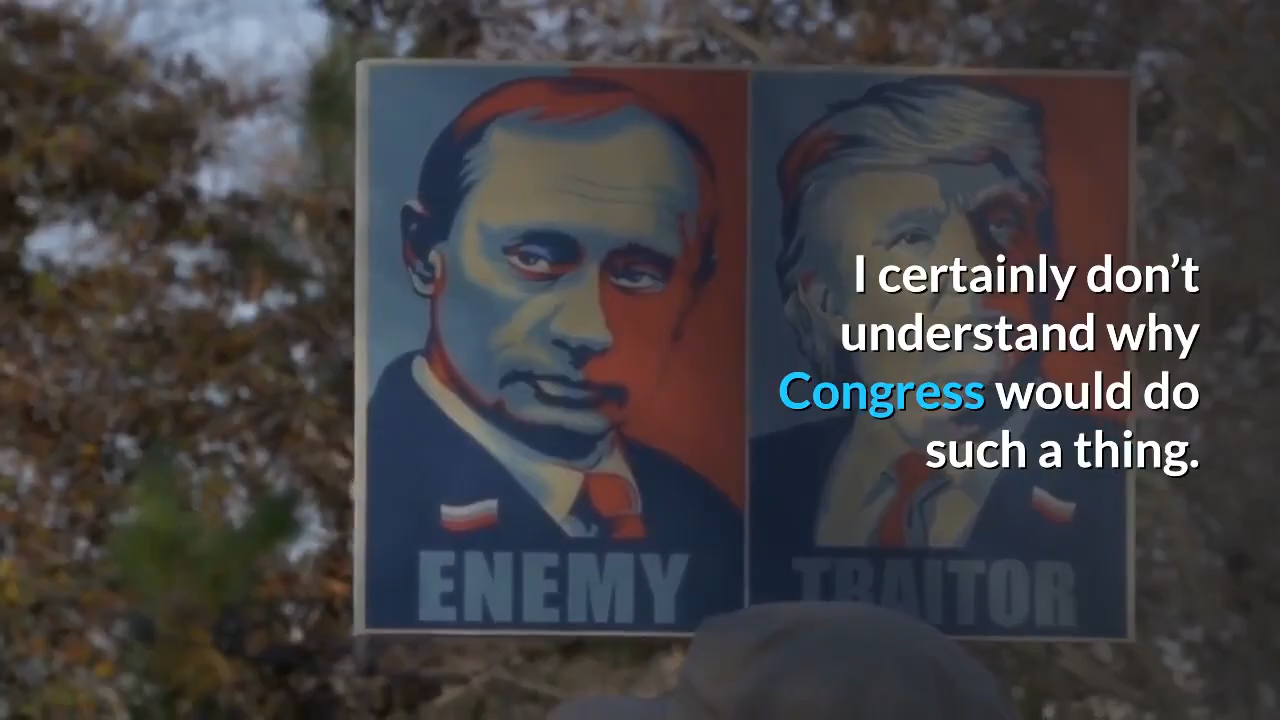 I certainly don’t
understand why
Congress would do
such a thing.
ENEMY
TRAITOR